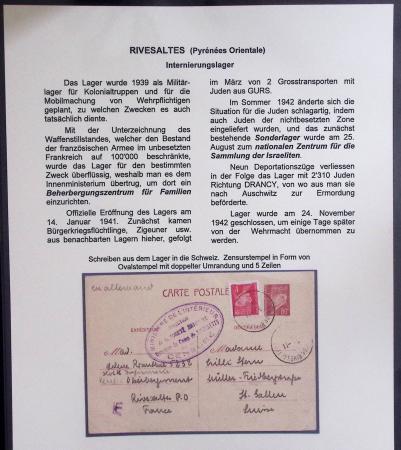 RIVESALTES (Pyrénées Orientale)
Internierungslager
Das Lager wurde 1939 als Militär-
lager für Kolonialtruppen und für die
Mobilmachung von Wehrpflichtigen
geplant, zu welchen Zwecken es auch
tatsächlich diente.
Mit der Unterzeichnung des
Waffenstillstandes, welcher den Bestand
der französischen Armee im unbesetzten
Frankreich auf 100'000 beschränkte,
wurde das Lager für den bestimmten
Zweck überflüssig, weshalb man es dem
Innenministerium übertrug, um dort ein
Beherbergungszentrum für Familien
einzurichten.
Offizielle Eröffnung des Lagers am
14. Januar 1941. Zunächst kamen
Bürgerkriegsflüchtlinge, Zigeuner usw.
aus benachbarten Lagern hieher, gefolgt
im März von 2 Grosstransporten mit
Juden aus GURS.
Im Sommer 1942 änderte sich die
Situation für die Juden schlagartig, indem
auch Juden der nichtbesetzten Zone
eingeliefert wurden, und das zunächst
bestehende Sonderlager wurde am 25.
August zum nationalen Zentrum für die
Sammlung der Israeliten.
Neun Deportationszüge verliessen
in der Folge das Lager mit 2'310 Juden
Richtung DRANCY, von wo aus man sie
nach Auschwitz zur Ermordung
beförderte.
Lager wurde am 24. November
1942 geschlossen, um einige Tage später
von der Wehrmacht übernommen zu
werden.
Schreiben aus dem Lager in die Schweiz. Zensurstempel in Form von
Ovalstempel mit doppelter Umrandung und 5 Zeilen
en allemand
CARTE POSTALE
MINISTERE DE L'INTERIEUR
CENSURE
Mad.
Rivesaltes P.O
France
Madame
St. Gallen
Suisse